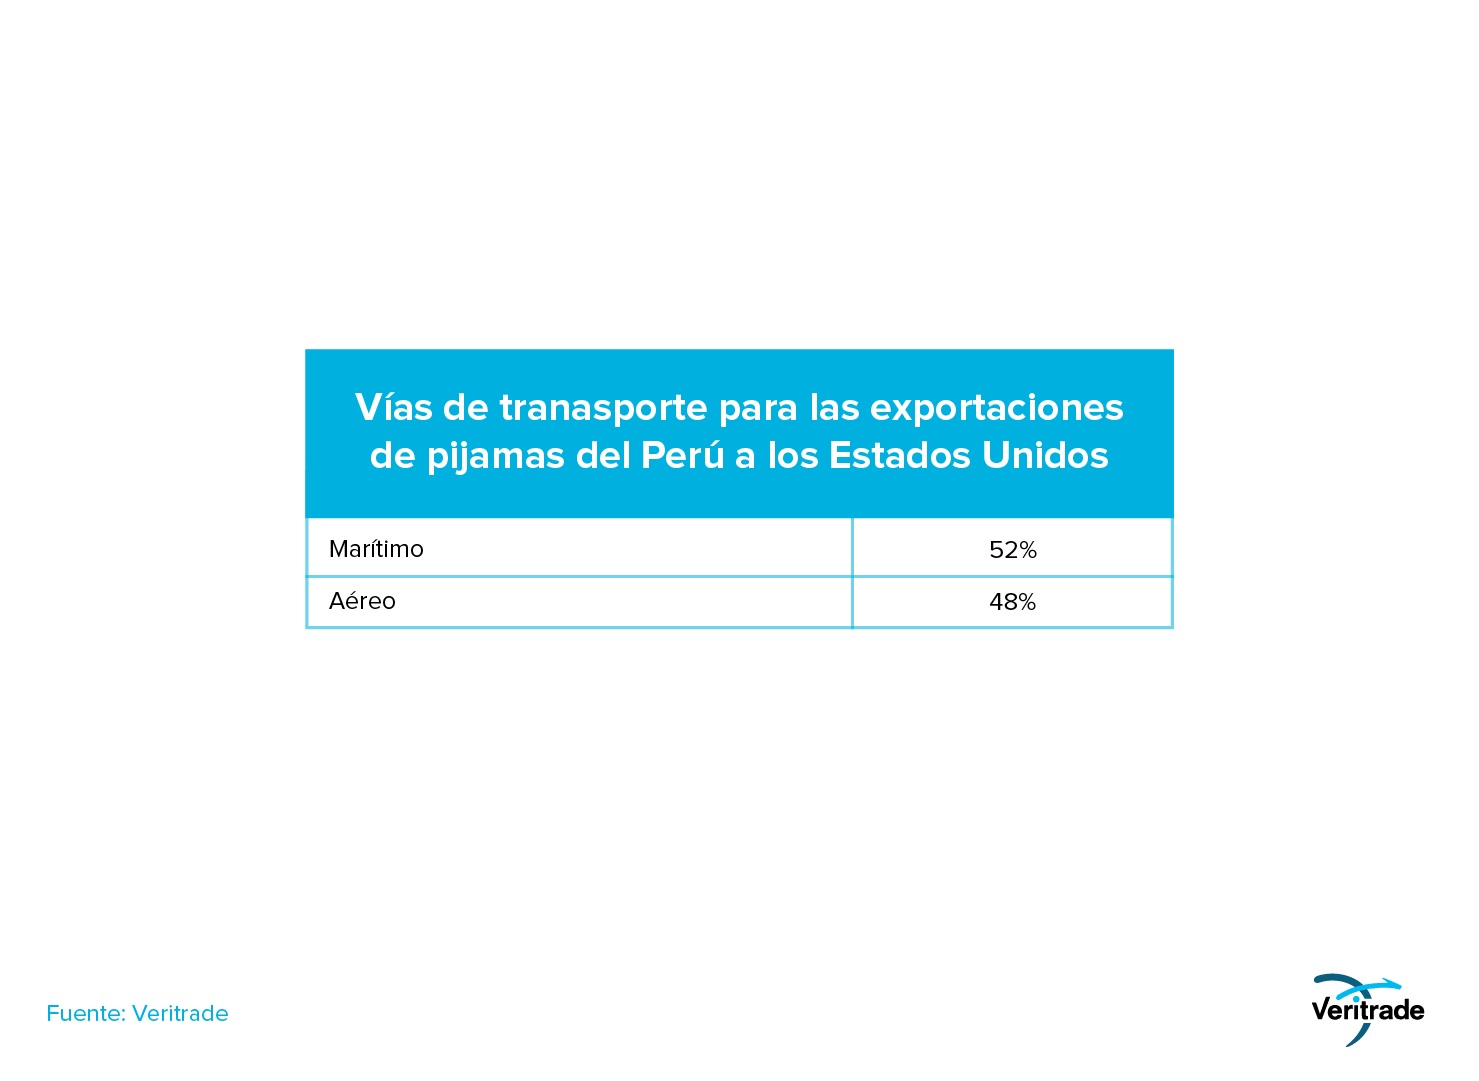 Vías de tranasporte para las exportaciones
de pijamas del Perú a los Estados Unidos
Marítimo 52%
Aéreo 48%
Fuente: Veritrade
Veritrade